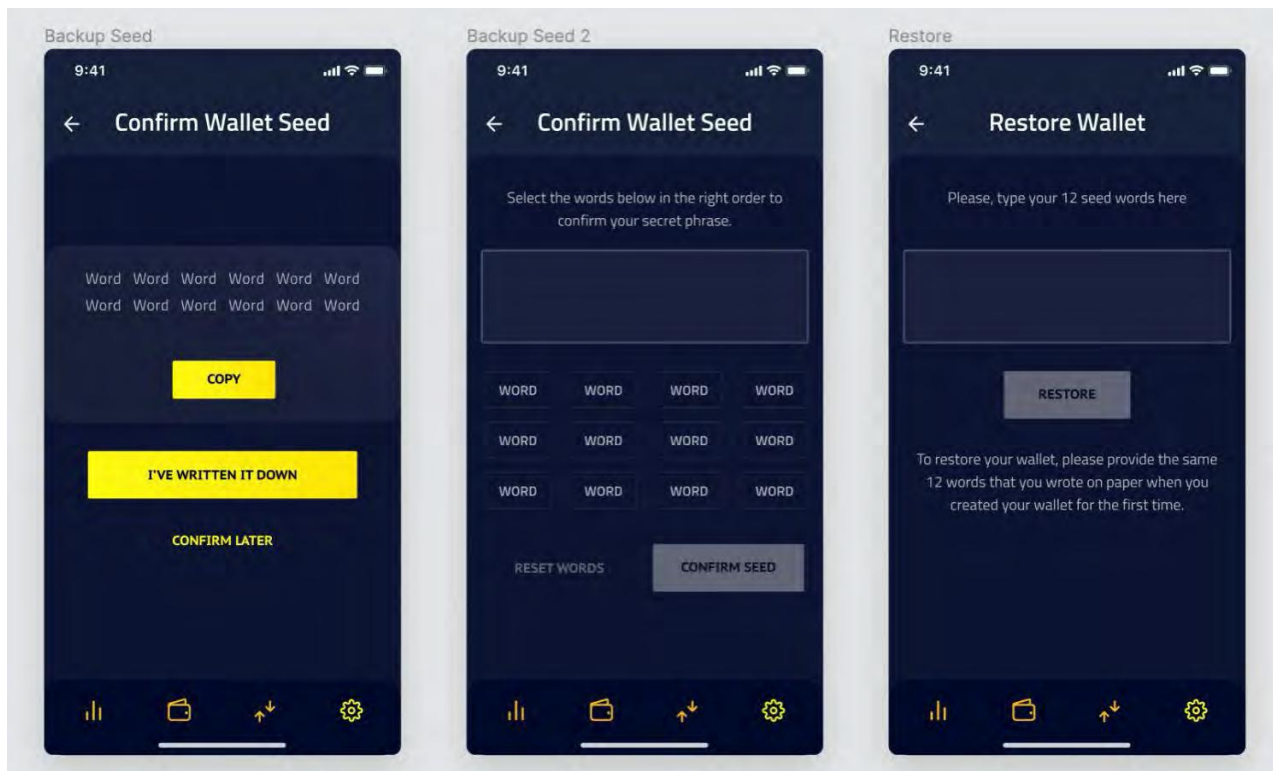 Backup Seed
9:41
Confirm Wallet Seed
Word Word Word Word Word Word
Word Word Word Word Word Word
COPY
I'VE WRITTEN IT DOWN
CONFIRM LATER
Backup Seed 2
9:41
Confirm Wallet Seed
Select the words below in the right order to
confirm your secret phrase.
WORD WORD WORD WORD
WORD WORD WORD WORD
WORD WORD WORD WORD
RESET WORDS CONFIRM SEED
Restore
9:41
Restore Wallet
Please, type your 12 seed words here
RESTORE
To restore your wallet, please provide the same
12 words that you wrote on paper when you
created your wallet for the first time.